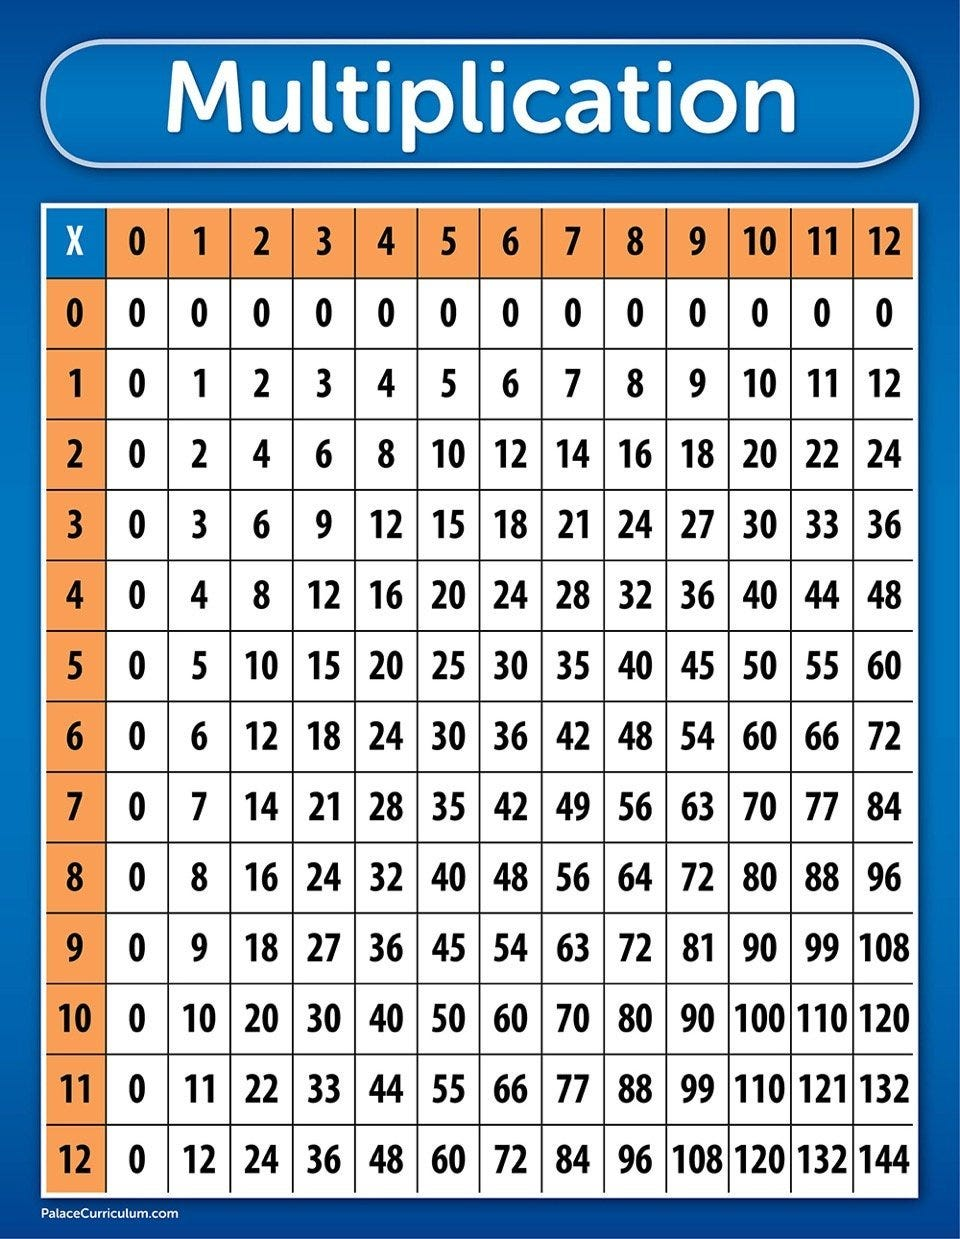 Multiplication
X 0 1 2 3 4 5 6 7 8 9 10 11 12
0 0 0 0 0 0 0 0 0 0 0 0 0 0
1 0 1 2 3 4 5 6 7 8 9 10 11 12
2 0 2 4 6 8 10 12 14 16 18 20 22 24
3 0 3 6 9 12 15 18 21 24 27 30 33 36
4 0 4 8 12 16 20 24 28 32 36 40 44 48
5 0 5 10 15 20 25 30 35 40 45 50 55 60
6 0 6 12 18 24 30 36 42 48 54 60 66 72
7 0 7 14 21 28 35 42 49 56 63 70 77 84
8 0 8 16 24 32 40 48 56 64 72 80 88 96
9 0 9 18 27 36 45 54 63 72 81 90 99 108
10 0 10 20 30 40 50 60 70 80 90 100 110 120
11 0 11 22 33 44 55 66 77 88 99 110 121 132
12 0 12 24 36 48 60 72 84 96 108 120 132 144
PalaceCurriculum.com